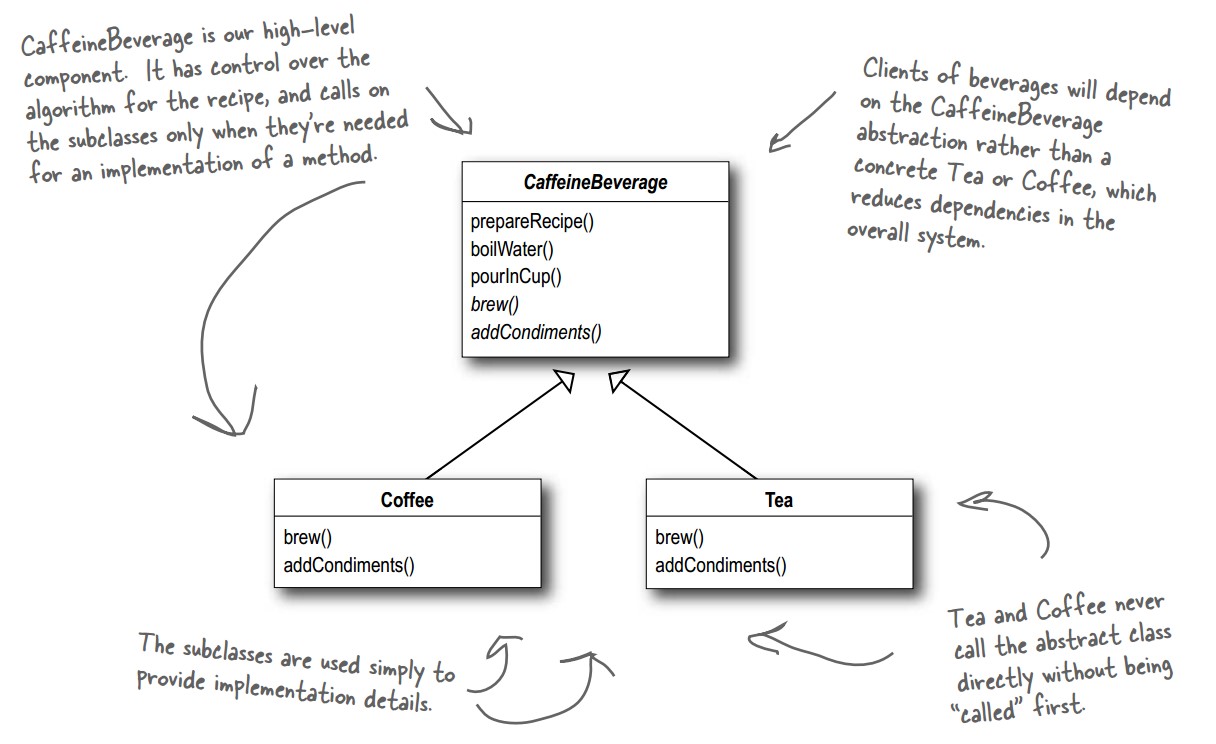 CaffeineBeverage is our high-level
component. It has control over the
algorithm for the recipe, and calls on
the subclasses only when they're needed
for an implementation of a method.
Clients of beverages will depend
on the CaffeineBeverage
abstraction rather than a
concrete Tea or Coffee, which
reduces dependencies in the
overall system.
CaffeineBeverage
prepareRecipe()
boilWater()
pourInCup()
brew()
addCondiments()
Coffee
brew()
addCondiments()
Tea
brew()
addCondiments()
The subclasses are used simply to
provide implementation details.
Tea and Coffee never
call the abstract class
directly without being
“called” first.